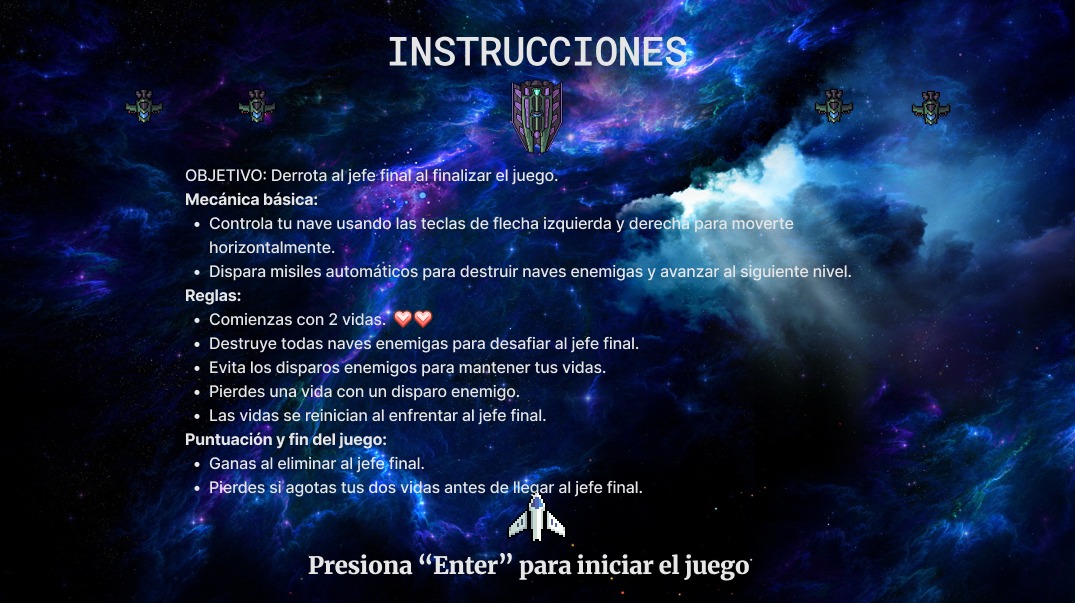 INSTRUCCIONES
OBJETIVO: Derrota al jefe final al finalizar el juego.
Mecánica básica:
• Controla tu nave usando las teclas de flecha izquierda y derecha para moverte
horizontalmente.
• Dispara misiles automáticos para destruir naves enemigas y avanzar al siguiente nivel.
Reglas:
• Comienzas con 2 vidas. ❤️❤️
• Destruye todas naves enemigas para desafiar al jefe final.
• Evita los disparos enemigos para mantener tus vidas.
• Pierdes una vida con un disparo enemigo.
• Las vidas se reinician al enfrentar al jefe final.
Puntuación y fin del juego:
• Ganas al eliminar al jefe final.
• Pierdes si agotas tus dos vidas antes de llegar al jefe final.
Presiona “Enter” para iniciar el juego